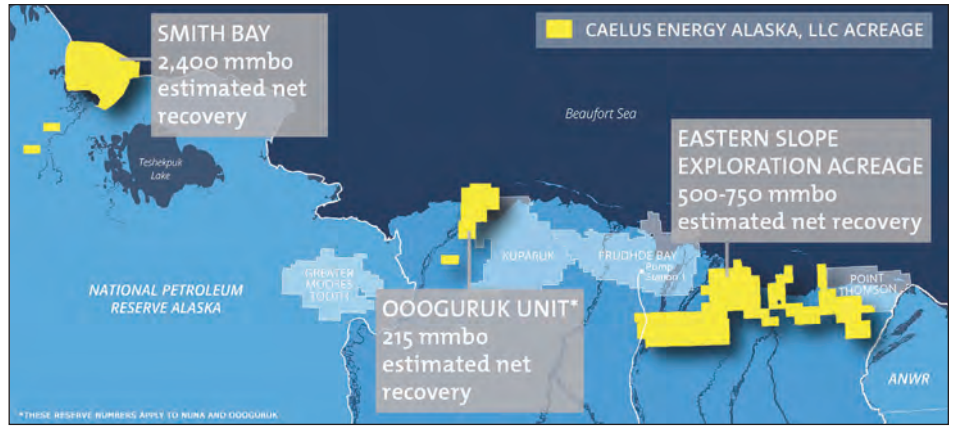 SMITH BAY
2,400 mmbo
estimated net
recovery
CAELUS ENERGY ALASKA, LLC ACREAGE
Beaufort Sea
Teshekpuk
Lake
EASTERN SLOPE
EXPLORATION ACREAGE
500-750 mmbo
estimated net recovery
GREATER
MOOSES
TOOTH
KUPARUK
PRUDHOE BAY
Pump
Station 1
POINT
THOMSON
NATIONAL PETROLEUM
RESERVE ALASKA
OOOGURUK UNIT*
215 mmbo
estimated net
recovery
ANWR
*THESE RESERVE NUMBERS APPLY TO NUNA AND OOOGURUK